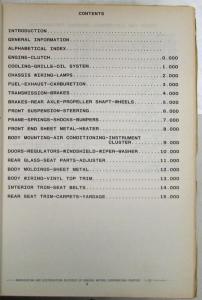 CONTENTS
INTRODUCTION
GENERAL INFORMATION
ALPHABETICAL INDEX
ENGINE-CLUTCH 0.000
COOLING-GRILLE-OIL SYSTEM 1.000
CHASSIS WIRING-LAMPS 2.000
FUEL-EXHAUST-CARBURETION 3.000
TRANSMISSION-BRAKES 4.000
BRAKES-REAR AXLE-PROPELLER SHAFT-WHEELS 5.000
FRONT SUSPENSION-STEERING 6.000
FRAME-SPRINGS-SHOCKS-BUMPERS 7.000
FRONT END SHEET METAL-HEATER 8.000
BODY MOUNTING-AIR CONDITIONING-INSTRUMENT
CLUSTER 9.000
DOORS-REGULATORS-WINDSHIELD-WIPER-WASHER 10.000
REAR GLASS-SEAT PARTS-ADJUSTER 11.000
BODY MOLDINGS-SHEET METAL 12.000
BODY WIRING-VINYL TOP TRIM 13.000
INTERIOR TRIM-SEAT BELTS 14.000
REAR SEAT TRIM-CARPETS-YARDAGE 15.000